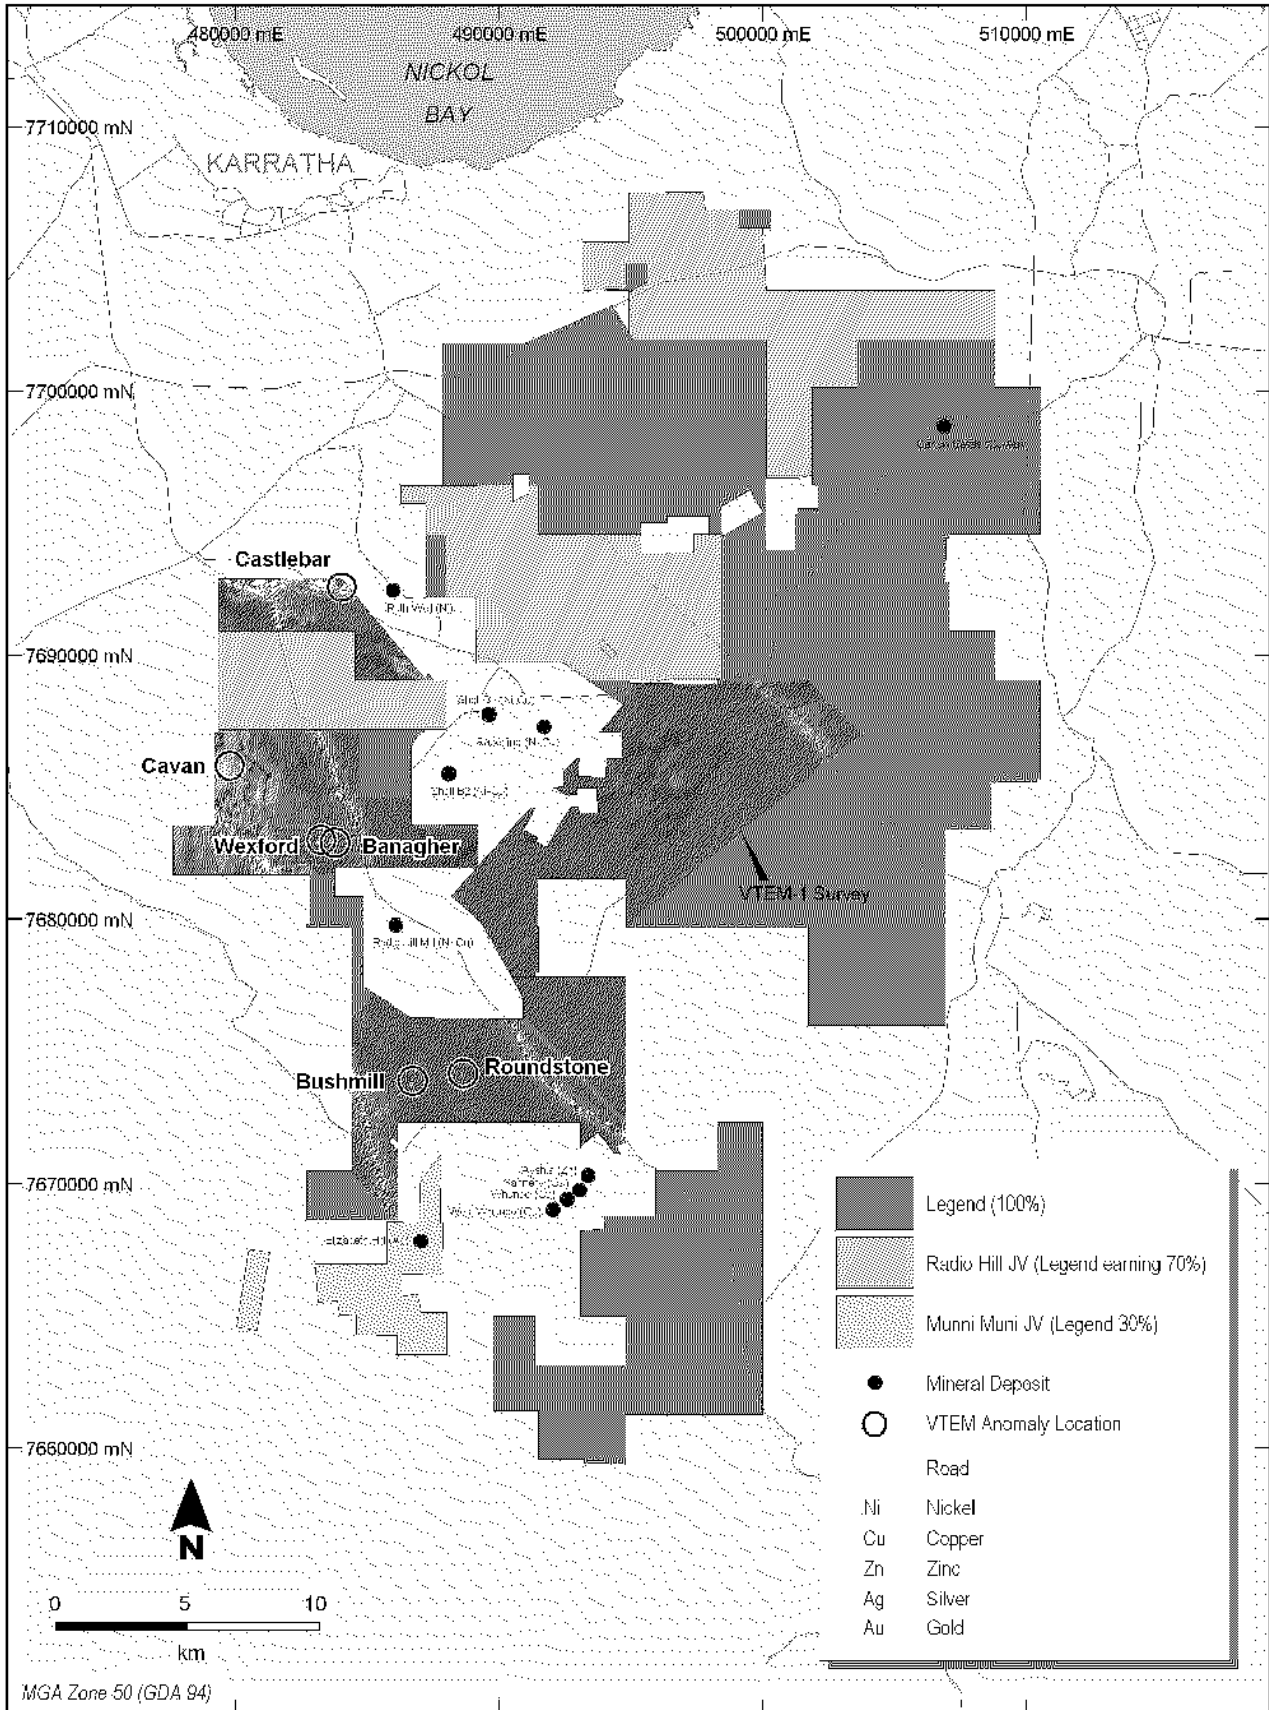 480000 mE
490000 mE
500000 mE
510000 mE
NICKOL
BAY
7710000 mN
KARRATHA
7700000 mN
Castlebar
7690000 mN
Cavan
Wexford
Banagher
VTEM-1 Survey
7680000 mN
Bushmill
Roundstone
7670000 mN
Legend (100%)
Radio Hill JV (Legend earning 70%)
Munni Muni JV (Legend 30%)
Mineral Deposit
VTEM Anomaly Location
7660000 mN
Road
Ni Nickel
Cu Copper
Zn Zinc
Ag Silver
Au Gold
N
0 5 10
km
MGA Zone 50 (GDA 94)